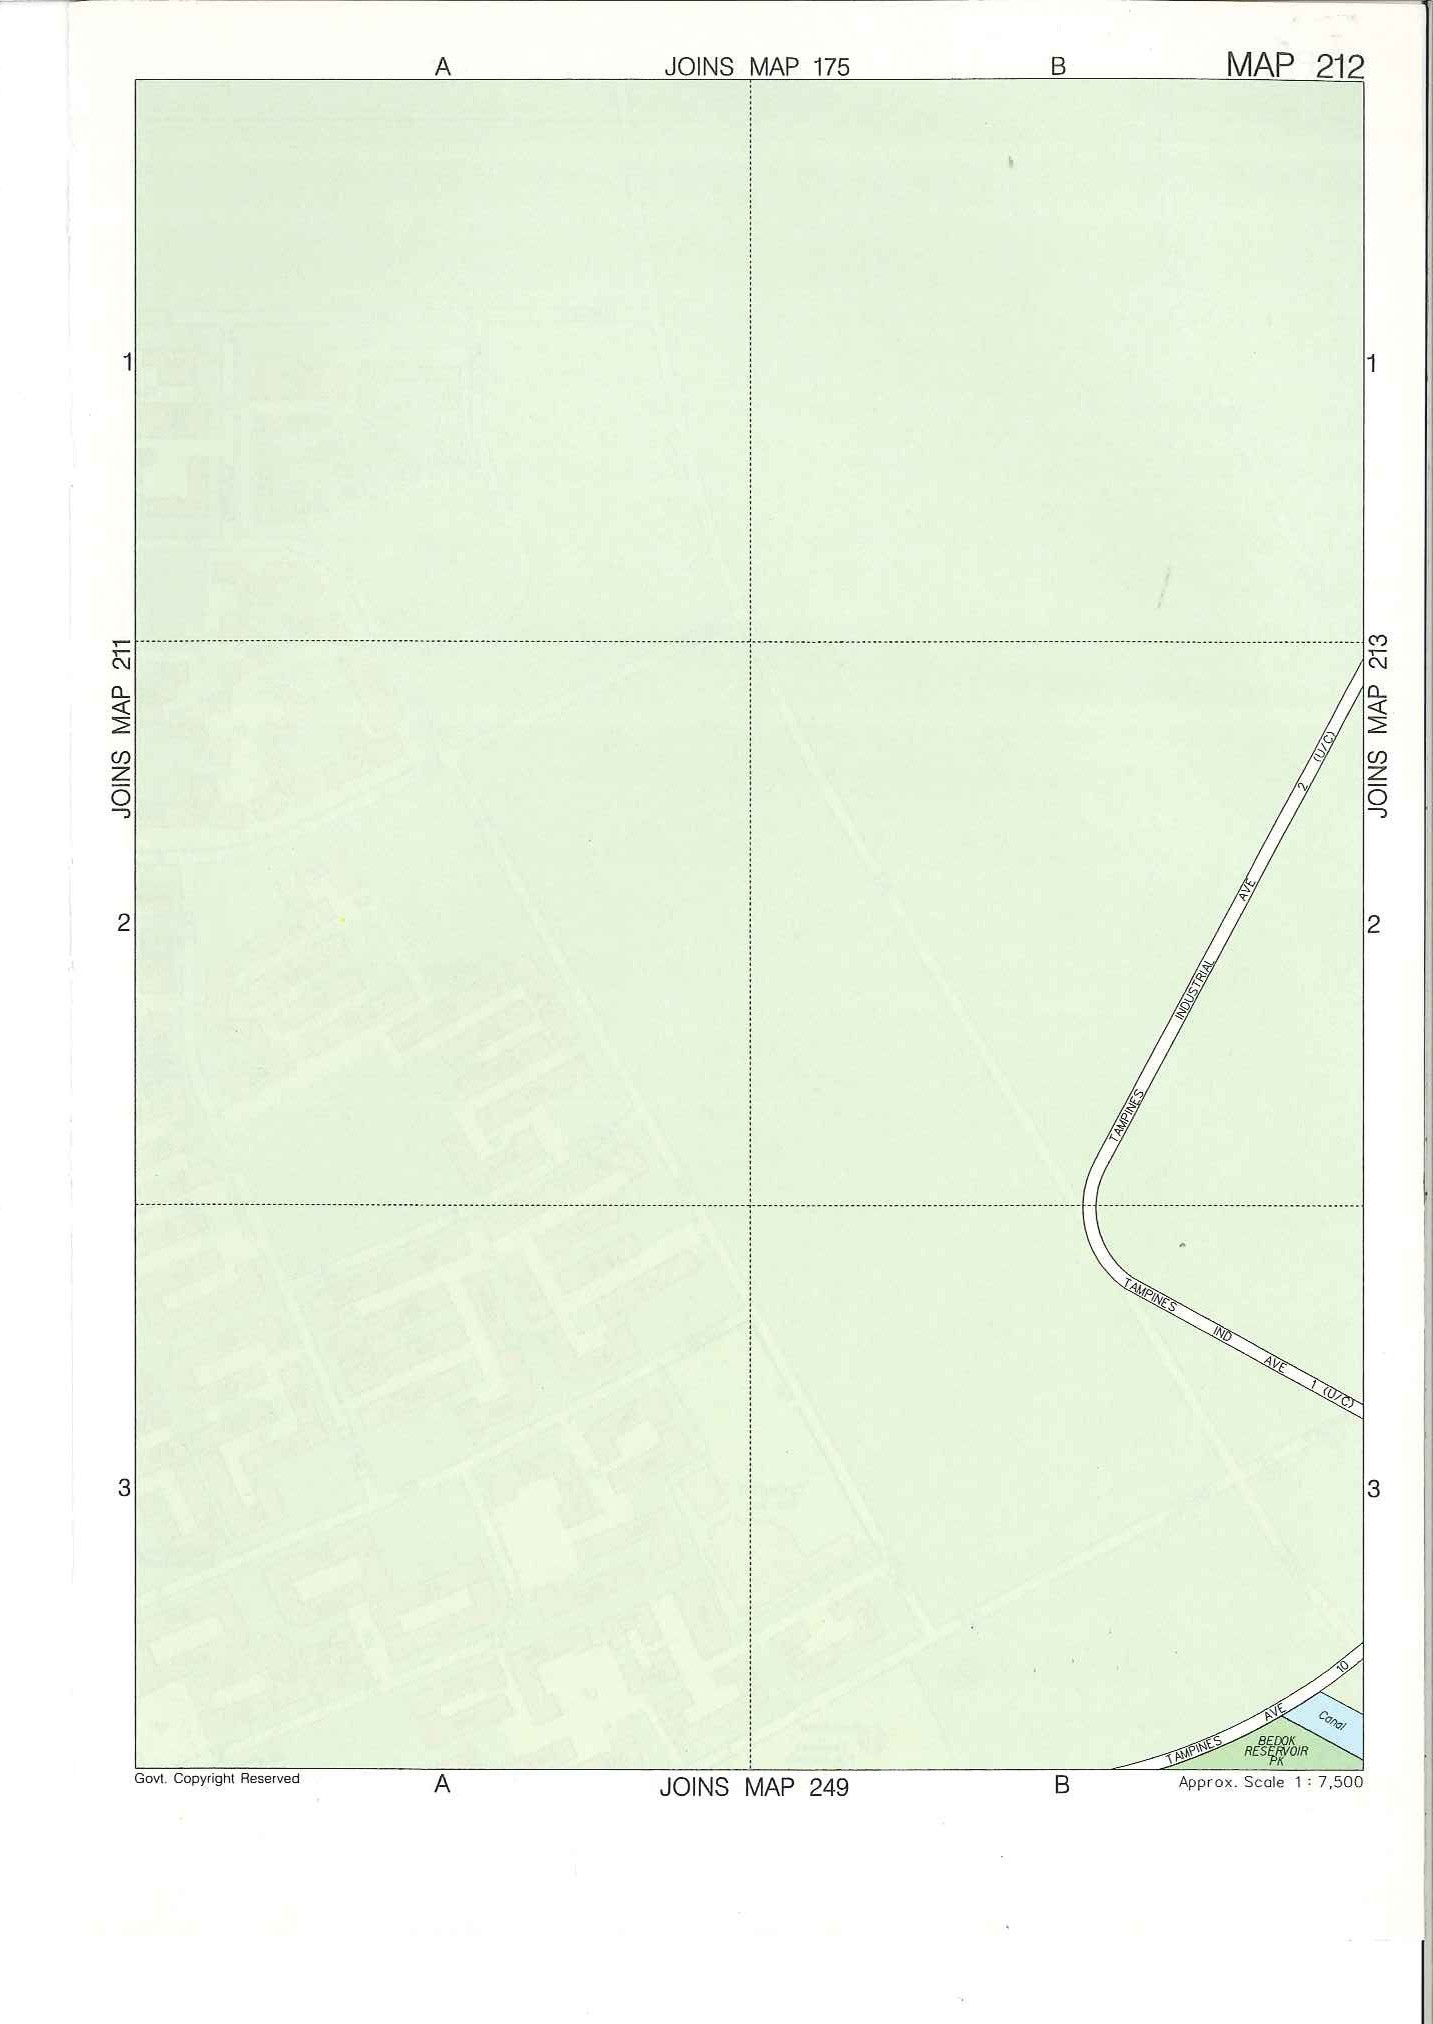 A JOINS MAP 175 B MAP 212
1 1
JOINS MAP 211
JOINS MAP 213
TAMPINES INDUSTRIAL AVE 2 (U/C)
2 2
TAMPINES IND AVE 1 (U/C)
3 3
TAMPINES AVE 10
Canal
BEDOK
RESERVOIR
PK
Govt. Copyright Reserved A JOINS MAP 249 B Approx. Scale 1 : 7,500